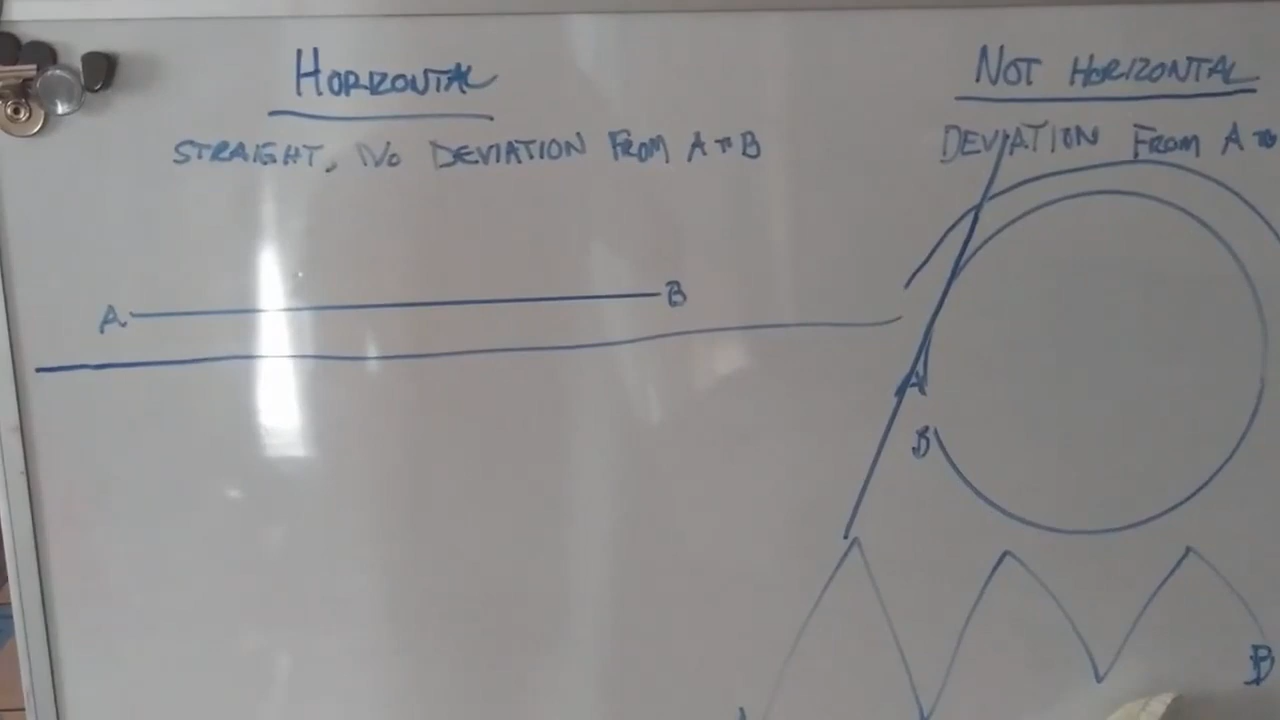 HORIZONTAL
STRAIGHT, NO DEVIATION FROM A TO B
A
B
NOT HORIZONTAL
DEVIATION FROM A TO
A
B
B